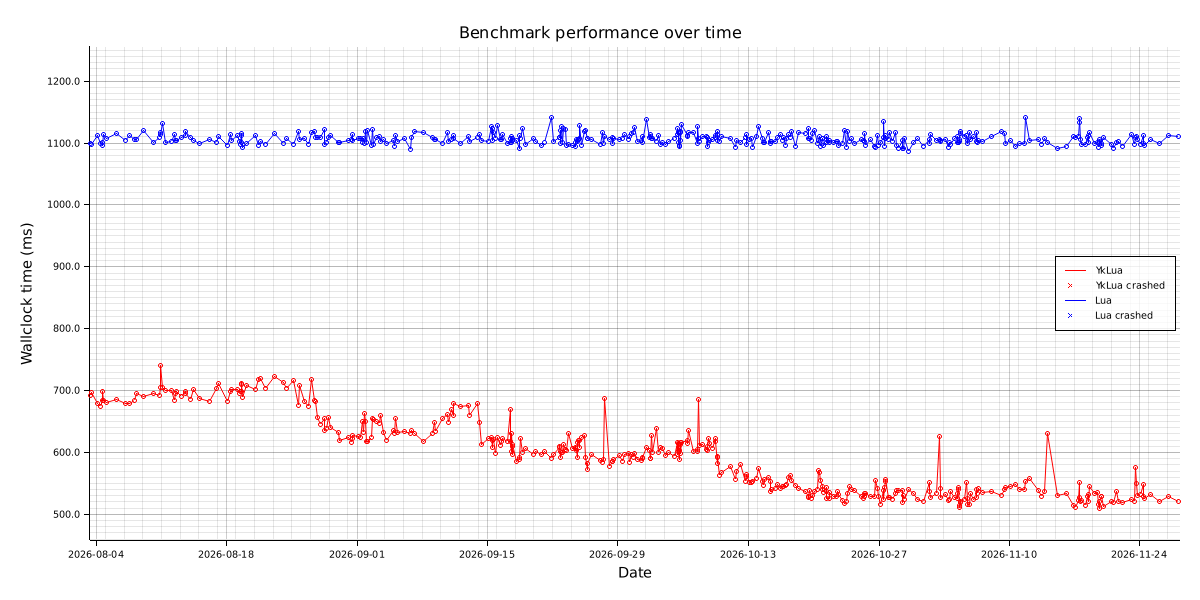 Benchmark performance over time
Wallclock time (ms)
1200.0
1100.0
1000.0
900.0
800.0
700.0
600.0
500.0
YkLua
YkLua crashed
Lua
Lua crashed
2026-08-04
2026-08-18
2026-09-01
2026-09-15
2026-09-29
2026-10-13
2026-10-27
2026-11-10
2026-11-24
Date